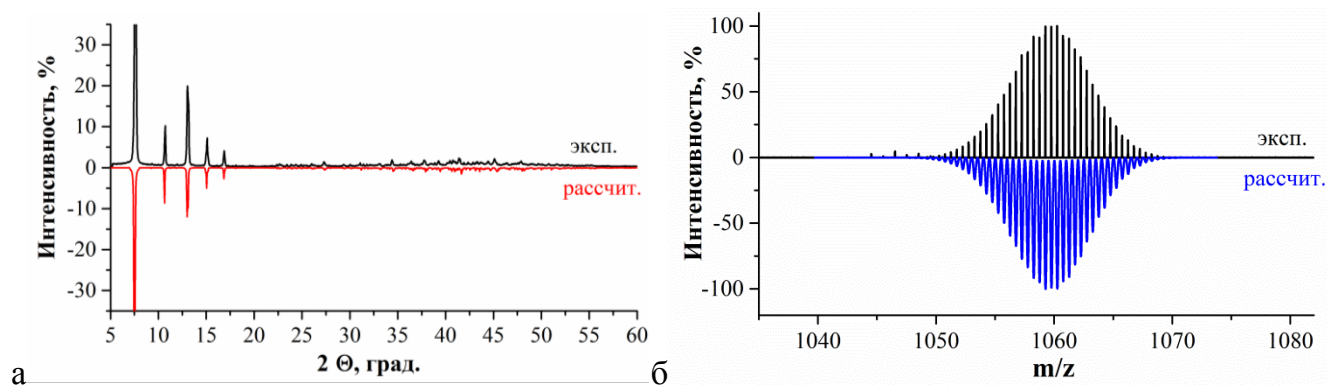 Интенсивность, %
30
20
10
0
-10
-20
-30
эксп.
рассчит.
5 10 15 20 25 30 35 40 45 50 55 60
2 Θ, град.
а
Интенсивность, %
100
50
0
-50
-100
эксп.
рассчит.
1040 1050 1060 1070 1080
m/z
б